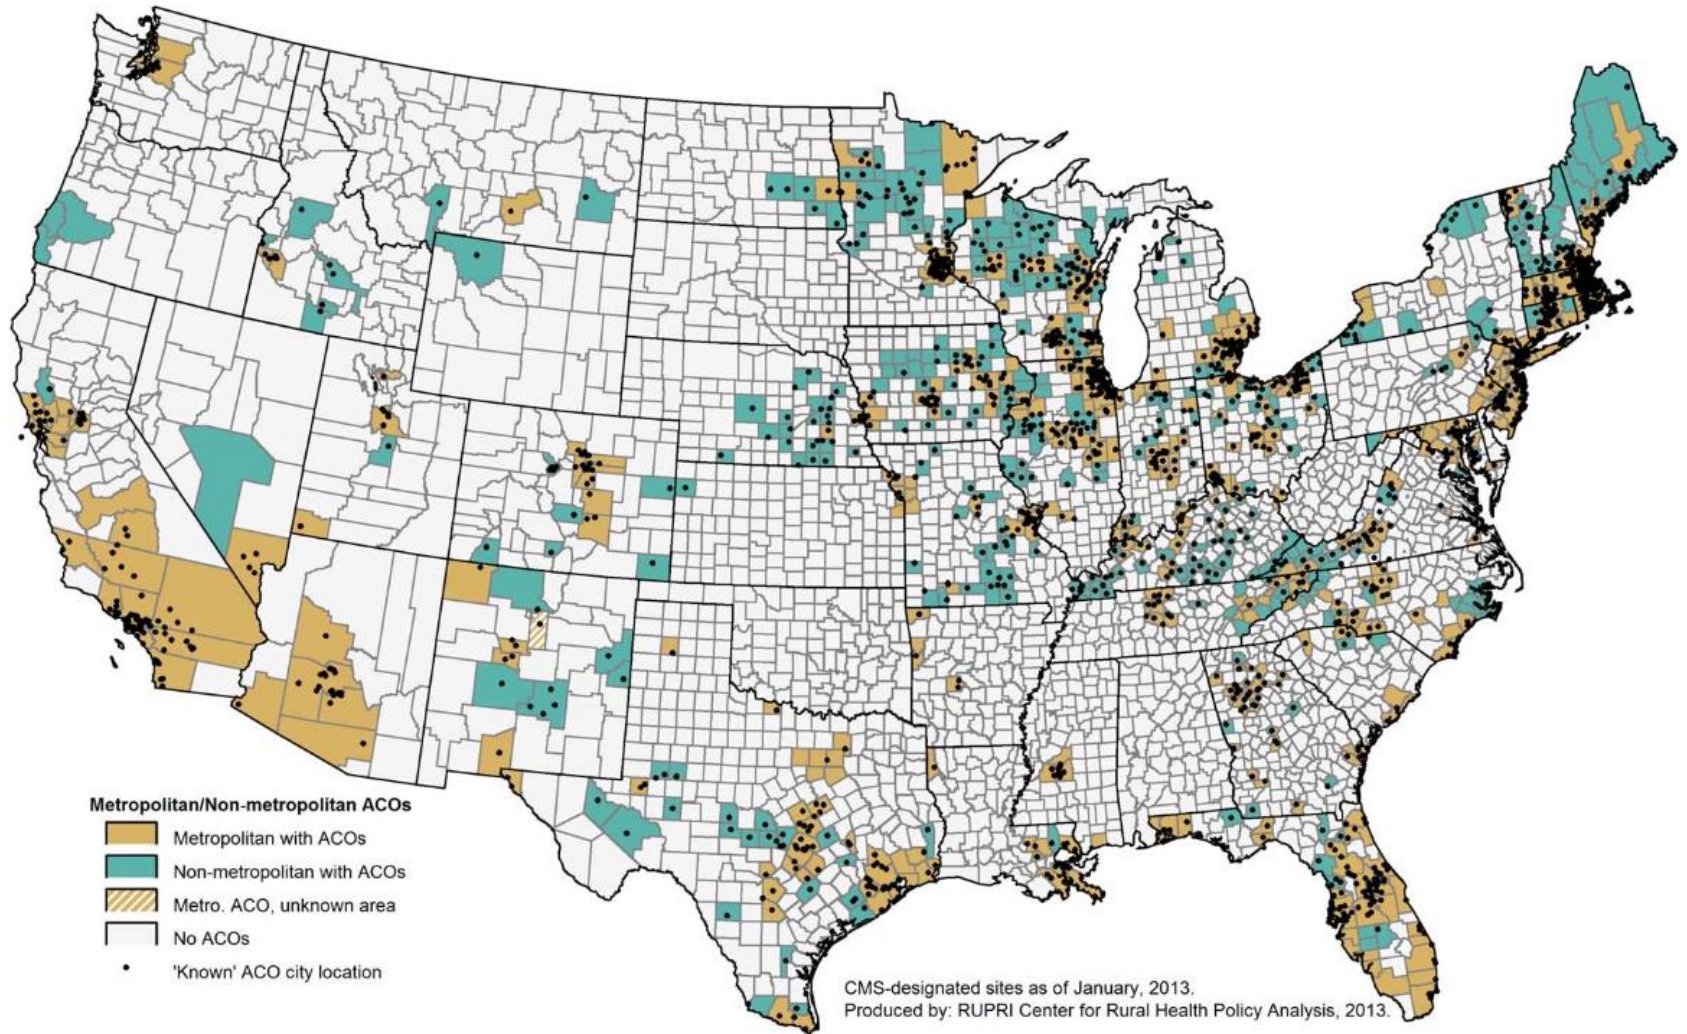 Metropolitan/Non-metropolitan ACOs
Metropolitan with ACOs
Non-metropolitan with ACOs
Metro. ACO, unknown area
No ACOs
'Known' ACO city location
CMS-designated sites as of January, 2013.
Produced by: RUPRI Center for Rural Health Policy Analysis, 2013.